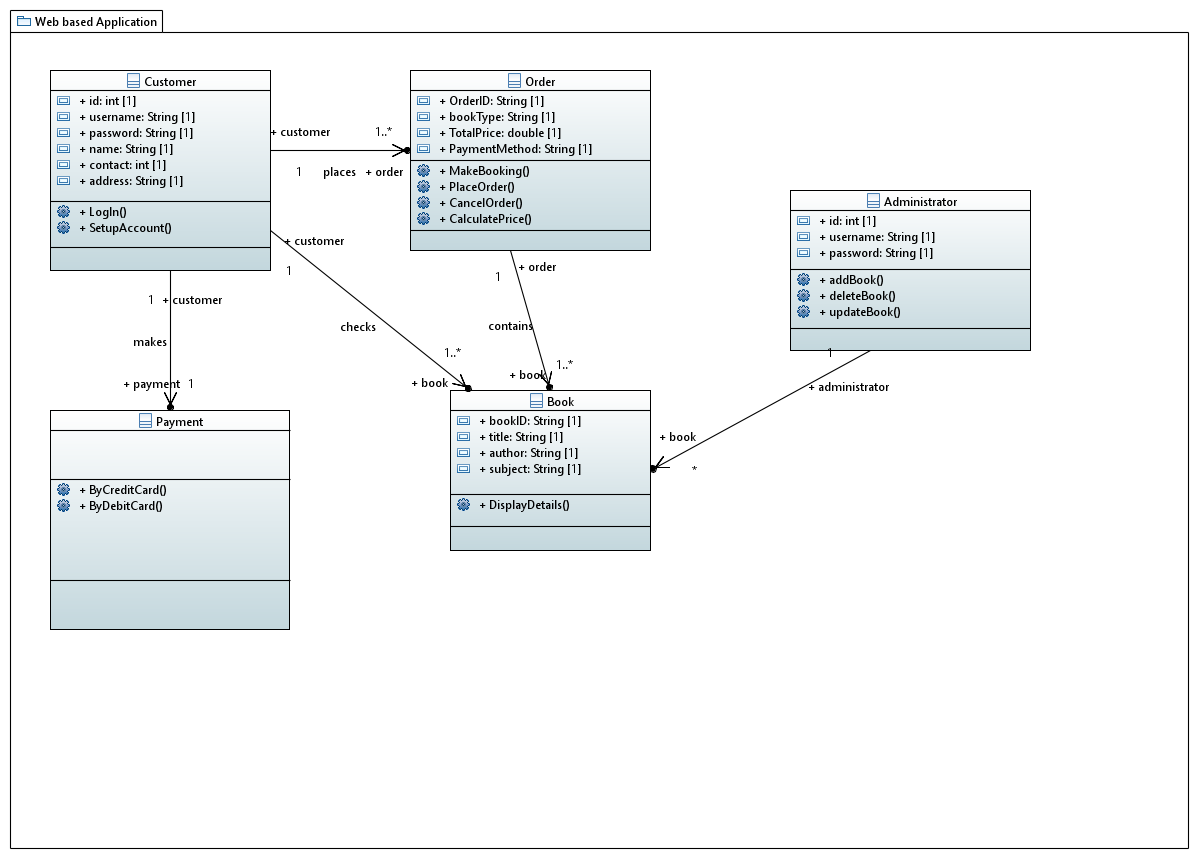 Web based Application
Customer
+ id: int [1]
+ username: String [1]
+ password: String [1]
+ name: String [1]
+ contact: int [1]
+ address: String [1]
+ LogIn()
+ SetupAccount()
+ customer
1..*
1
places
+ order
Order
+ OrderID: String [1]
+ bookType: String [1]
+ TotalPrice: double [1]
+ PaymentMethod: String [1]
+ MakeBooking()
+ PlaceOrder()
+ CancelOrder()
+ CalculatePrice()
Administrator
+ id: int [1]
+ username: String [1]
+ password: String [1]
+ addBook()
+ deleteBook()
+ updateBook()
+ customer
1
checks
1..*
+ book
+ order
1
contains
1..*
+ book
1
+ administrator
+ book
*
1
+ customer
makes
+ payment
1
Payment
+ ByCreditCard()
+ ByDebitCard()
Book
+ bookID: String [1]
+ title: String [1]
+ author: String [1]
+ subject: String [1]
+ DisplayDetails()